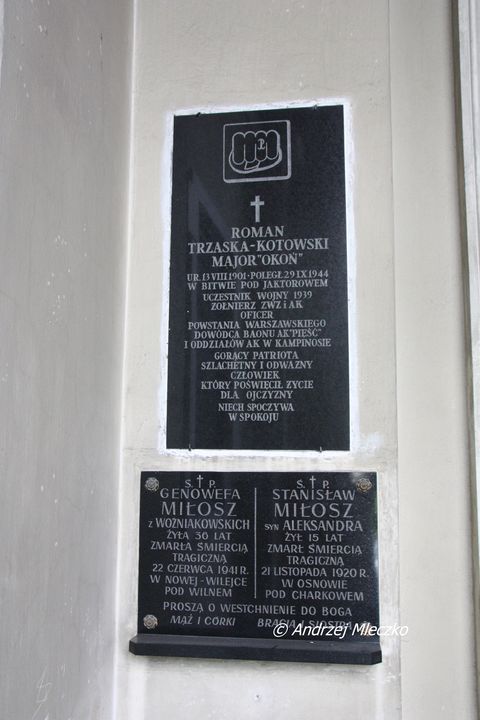 ROMAN
TRZASKA-KOTOWSKI
MAJOR "OKOŃ"
UR. 13 VIII 1901 · POLEGŁ 29 IX 1944
W BITWIE POD JAKTOROWEM
UCZESTNIK WOJNY 1939
ŻOŁNIERZ ZWZ i AK
OFICER
POWSTANIA WARSZAWSKIEGO
DOWÓDCA BAONU AK "PIĘŚĆ"
I ODDZIAŁÓW AK W KAMPINOSIE
GORĄCY PATRIOTA
SZLACHETNY I ODWAŻNY
CZŁOWIEK
KTÓRY POŚWIĘCIŁ ŻYCIE
DLA OJCZYZNY
NIECH SPOCZYWA
W SPOKOJU
S. P.
GENOWEFA
MIŁOSZ
z WOŹNIAKOWSKICH
ŻYŁA 30 LAT
ZMARŁA ŚMIERCIĄ
TRAGICZNĄ
22 CZERWCA 1941 R.
W NOWEJ-WILEJCE
POD WILNEM
S. P.
STANISŁAW
MIŁOSZ
SYN ALEKSANDRA
ŻYŁ 15 LAT
ZMARŁ ŚMIERCIĄ
TRAGICZNĄ
21 LISTOPADA 1920 R.
W OSNOWIE
POD CHARKOWEM
PROSZĄ O WESTCHNIENIE DO BOGA
MĄŻ I CÓRKI BRACIA I SIOSTRA
© Andrzej Mleczko